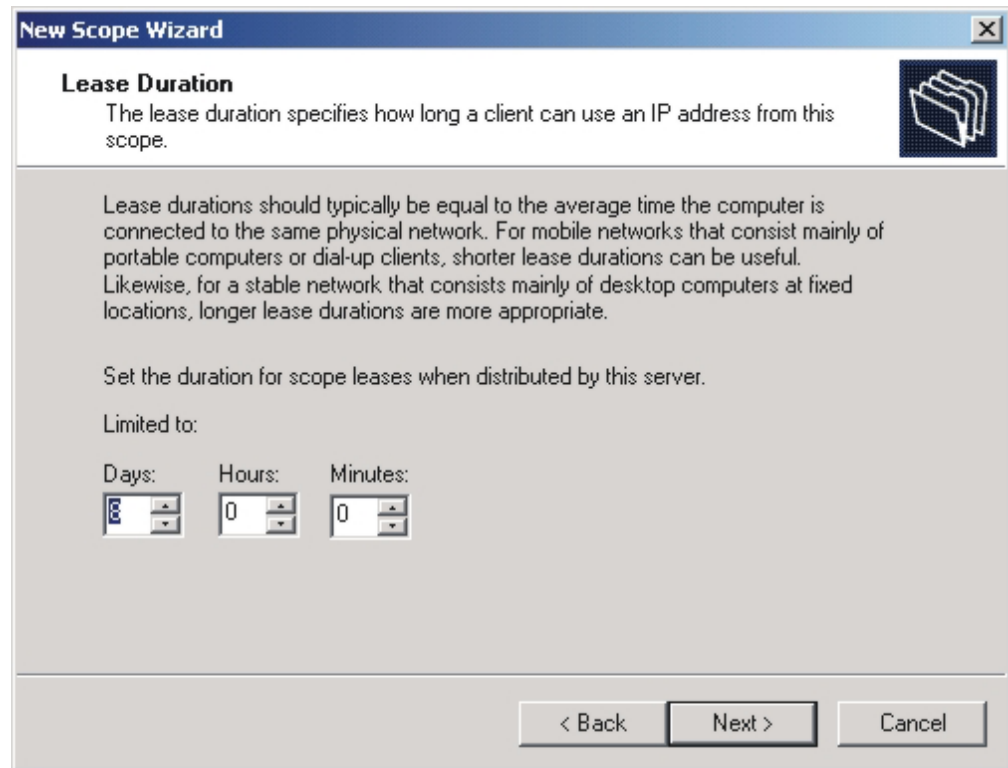 New Scope Wizard
Lease Duration
The lease duration specifies how long a client can use an IP address from this
scope.
Lease durations should typically be equal to the average time the computer is
connected to the same physical network. For mobile networks that consist mainly of
portable computers or dial-up clients, shorter lease durations can be useful.
Likewise, for a stable network that consists mainly of desktop computers at fixed
locations, longer lease durations are more appropriate.
Set the duration for scope leases when distributed by this server.
Limited to:
Days: Hours: Minutes:
8 0 0
< Back Next > Cancel